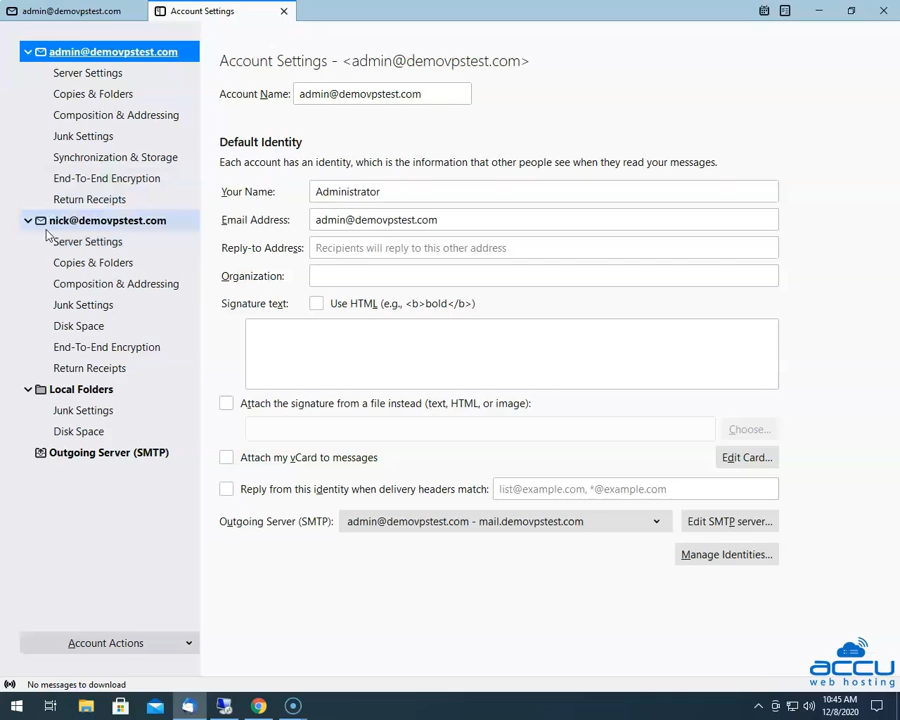 admin@demovpstest.com
Account Settings
admin@demovpstest.com
Server Settings
Copies & Folders
Composition & Addressing
Junk Settings
Synchronization & Storage
End-To-End Encryption
Return Receipts
nick@demovpstest.com
Server Settings
Copies & Folders
Composition & Addressing
Junk Settings
Disk Space
End-To-End Encryption
Return Receipts
Local Folders
Junk Settings
Disk Space
Outgoing Server (SMTP)
Account Actions
Account Settings - <admin@demovpstest.com>
Account Name: admin@demovpstest.com
Default Identity
Each account has an identity, which is the information that other people see when they read your messages.
Your Name: Administrator
Email Address: admin@demovpstest.com
Reply-to Address: Recipients will reply to this other address
Organization:
Signature text: Use HTML (e.g., <b>bold</b>)
Attach the signature from a file instead (text, HTML, or image):
Choose...
Attach my vCard to messages Edit Card...
Reply from this identity when delivery headers match: list@example.com, *@example.com
Outgoing Server (SMTP): admin@demovpstest.com - mail.demovpstest.com Edit SMTP server...
Manage Identities...
accu
web hosting
No messages to download
10:45 AM
12/8/2020